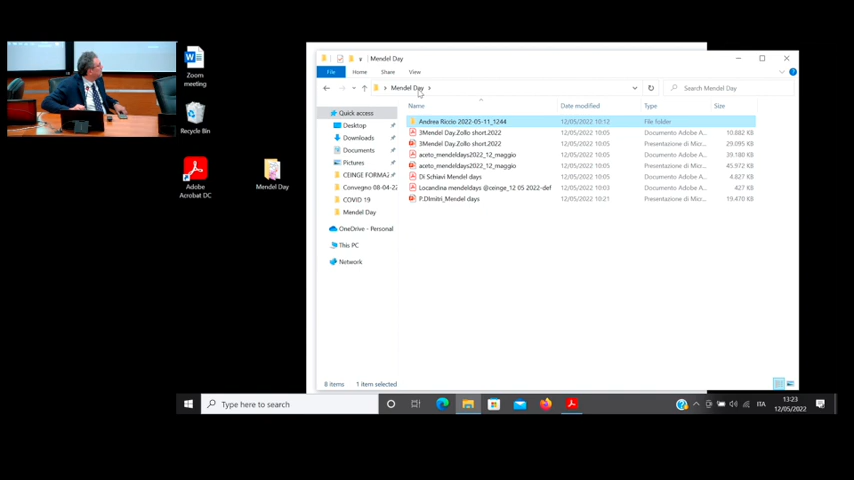 Zoom
meeting
Recycle Bin
Adobe
Acrobat DC
Mendel Day
Mendel Day
File
Home
Share
View
Mendel Day
Search Mendel Day
Name
Date modified
Type
Size
Quick access
Desktop
Downloads
Documents
Pictures
CEINGE FORMAZ
Convegno 08-04-22
COVID 19
Mendel Day
OneDrive - Personal
This PC
Network
Andrea Riccio 2022-05-11_1244 12/05/2022 10:12 File folder
3Mendel Day.Zollo short.2022 12/05/2022 10:05 Documento Adobe A... 10.882 KB
3Mendel Day.Zollo short.2022 12/05/2022 10:05 Presentazione di Micr... 29.095 KB
aceto_mendeldays2022_12_maggio 12/05/2022 10:05 Documento Adobe A... 39.180 KB
aceto_mendeldays2022_12_maggio 12/05/2022 10:05 Presentazione di Micr... 45.972 KB
Di Schiavi Mendel days 12/05/2022 10:05 Documento Adobe A... 4.827 KB
Locandina mendeldays @ceinge_12 05 2022-def 12/05/2022 10:03 Documento Adobe A... 427 KB
P.DImitri_Mendel days 12/05/2022 10:21 Presentazione di Micr... 19.470 KB
8 items 1 item selected
Type here to search
ITA
13:23
12/05/2022